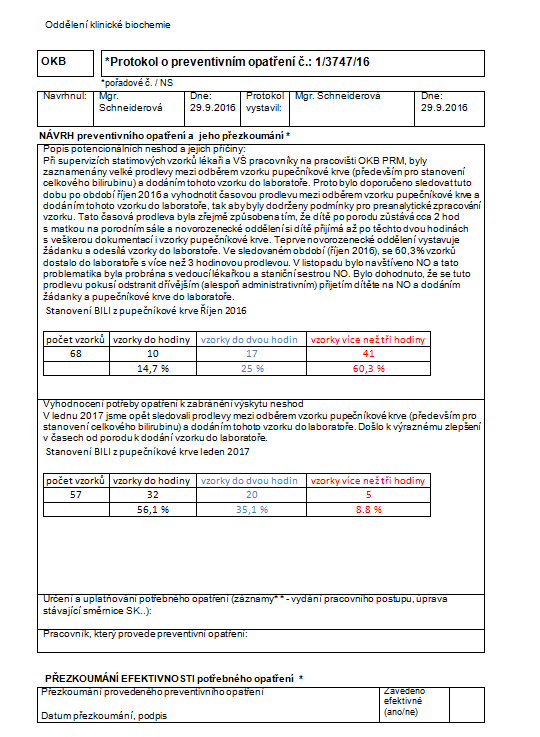 Oddělení klinické biochemie
OKB
*Protokol o preventivním opatření č.: 1/3747/16
*pořadové č. / NS
Navrhnul:
Mgr.
Schneiderová
Dne:
29.9.2016
Protokol
vystavil:
Mgr. Schneiderová
Dne:
29.9.2016
NÁVRH preventivního opatření a jeho přezkoumání *
Popis potencionálních neshod a jejich příčiny:
Při supervizích statimových vzorků lékaři a VŠ pracovníky na pracovišti OKB PRM, byly
zaznamenány velké prodlevy mezi odběrem vzorku pupečníkové krve (především pro stanovení
celkového bilirubinu) a dodáním tohoto vzorku do laboratoře. Proto bylo doporučeno sledovat tuto
dobu po období říjen 2016 a vyhodnotit časovou prodlevu mezi odběrem vzorku pupečníkové krve a
dodáním tohoto vzorku do laboratoře, tak aby byly dodrženy podmínky pro preanalytické zpracování
vzorku. Tato časová prodleva byla zřejmě způsobena tím, že dítě po porodu zůstává cca 2 hod
s matkou na porodním sále a novorozenecké oddělení si dítě přijímá až po těchto dvou hodinách
s veškerou dokumentací i vzorky pupečníkové krve. Teprve novorozenecké oddělení vystavuje
žádanku a odesílá vzorky do laboratoře. Ve sledovaném období (říjen 2016), se 60,3% vzorků
dostalo do laboratoře s více než 3 hodinovou prodlevou. V listopadu bylo navštíveno NO a tato
problematika byla probrána s vedoucí lékařkou a staniční sestrou NO. Bylo dohodnuto, že se tuto
prodlevu pokusí odstranit dřívějším (alespoň administrativním) přijetím dítěte na NO a dodáním
žádanky a pupečníkové krve do laboratoře.
Stanovení BILI z pupečníkové krve Říjen 2016
počet vzorků vzorky do hodiny vzorky do dvou hodin vzorky více než tři hodiny
68 10 17 41
14,7 % 25 % 60,3 %
Vyhodnocení potřeby opatření k zabránění výskytu neshod
V lednu 2017 jsme opět sledovali prodlevy mezi odběrem vzorku pupečníkové krve (především pro
stanovení celkového bilirubinu) a dodáním tohoto vzorku do laboratoře. Došlo k výraznému zlepšení
v časech od porodu k dodání vzorku do laboratoře.
Stanovení BILI z pupečníkové krve leden 2017
počet vzorků vzorky do hodiny vzorky do dvou hodin vzorky více než tři hodiny
57 32 20 5
56,1 % 35,1 % 8.8 %
Určení a uplatňování potřebného opatření (záznamy* * - vydání pracovního postupu, úprava
stávající směrnice SK..):
Pracovník, který provede preventivní opatření:
PŘEZKOUMÁNÍ EFEKTIVNOSTI potřebného opatření *
Přezkoumání provedeného preventivního opatření
Datum přezkoumání, podpis
Zavedeno
efektivně
(ano/ne)